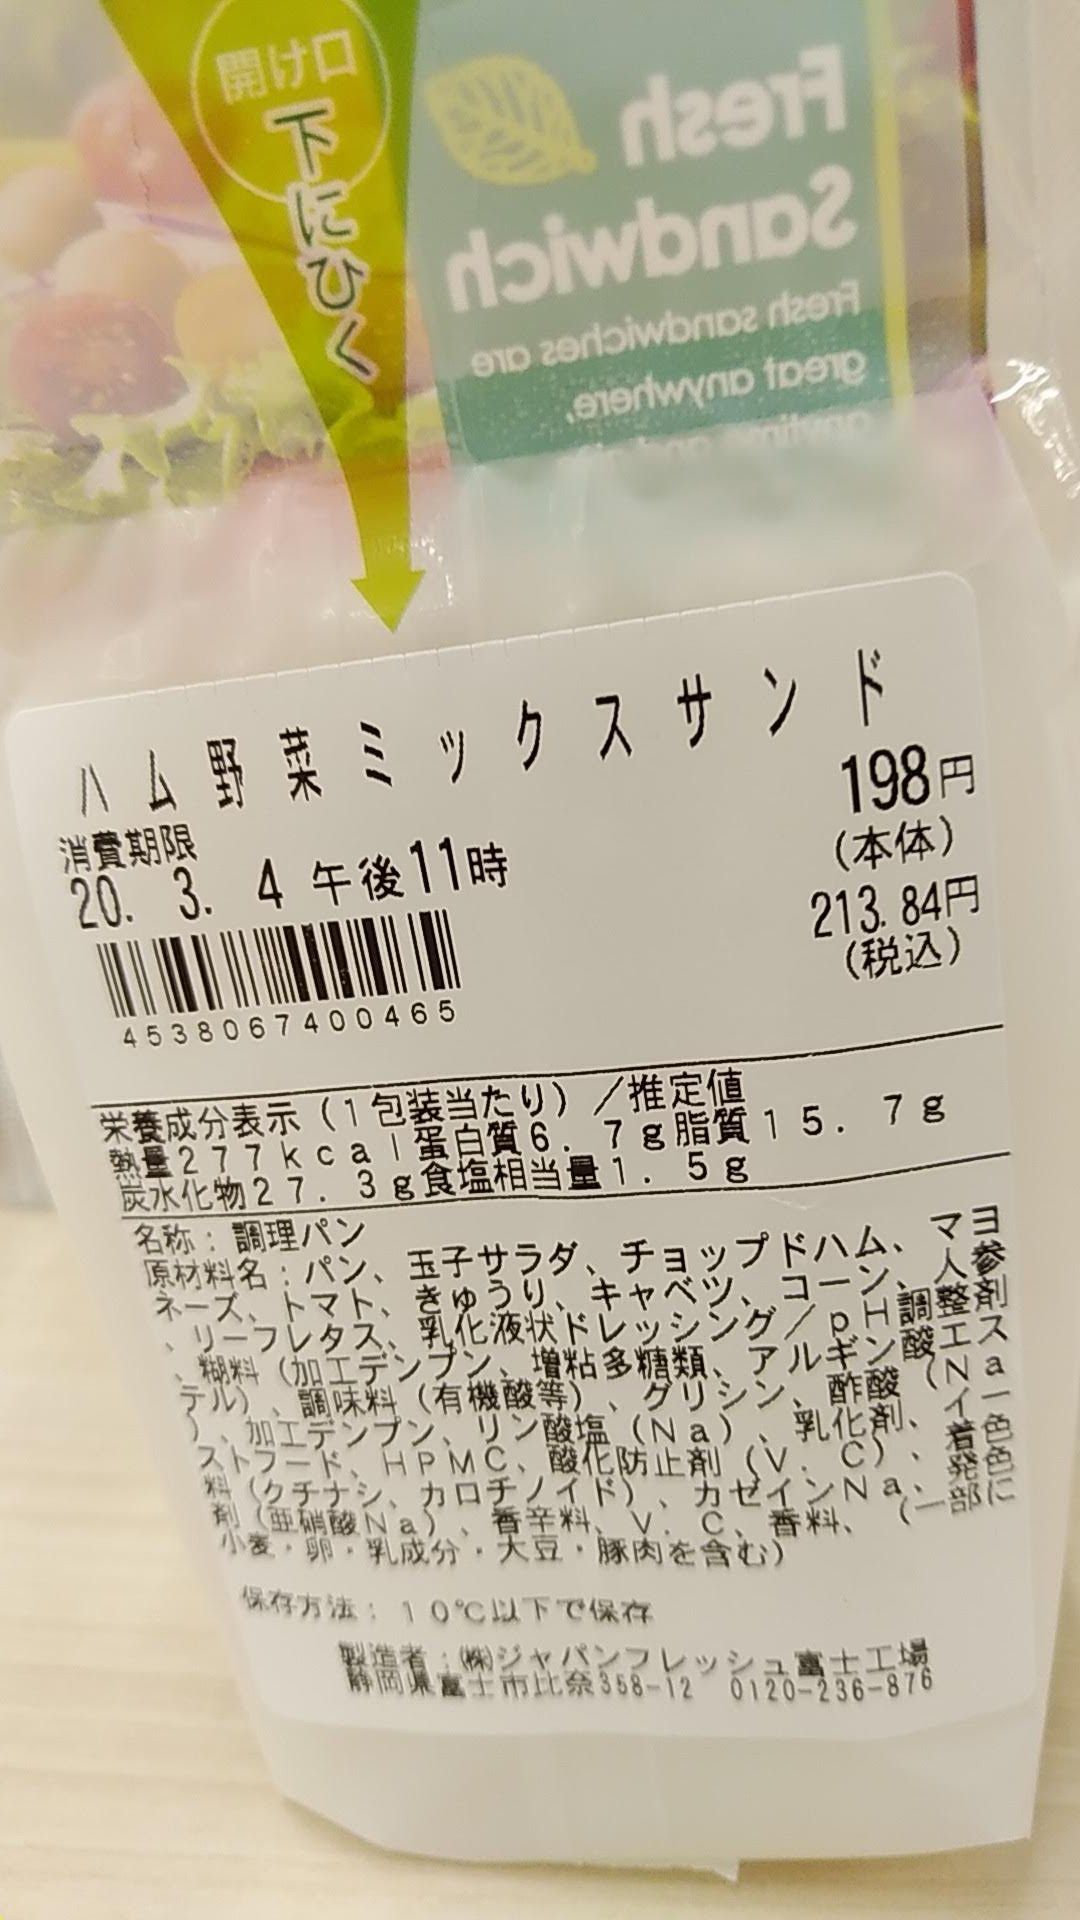 開け口
下にひく
Fresh
Sandwich
Fresh sandwiches are
great anywhere,
ハム野菜ミックスサンド
198円
(本体)
消費期限
20. 3. 4 午後11時
213.84円
(税込)
4538067400465
栄養成分表示(1包装当たり)/推定値
熱量277kcal蛋白質6.7g脂質15.7g
炭水化物27.3g食塩相当量1.5g
名称:調理パン
原材料名:パン、玉子サラダ、チョップドハム、マヨ
ネーズ、トマト、きゅうり、キャベツ、コーン、人参
、リーフレタス、乳化液状ドレッシング/pH調整剤
、糊料(加工デンプン、増粘多糖類、アルギン酸エス
テル)、調味料(有機酸等)、グリシン、酢酸(Na
)、加工デンプン、リン酸塩(Na)、乳化剤、イー
ストフード、HPMC、酸化防止剤(V.C)、着色
料(クチナシ、カロチノイド)、カゼインNa、発色
剤(亜硝酸Na)、香辛料、V.C、香料、(一部に
小麦・卵・乳成分・大豆・豚肉を含む)
保存方法:10℃以下で保存
製造者:㈱ジャパンフレッシュ富士工場
静岡県富士市比奈358-12 0120-236-876